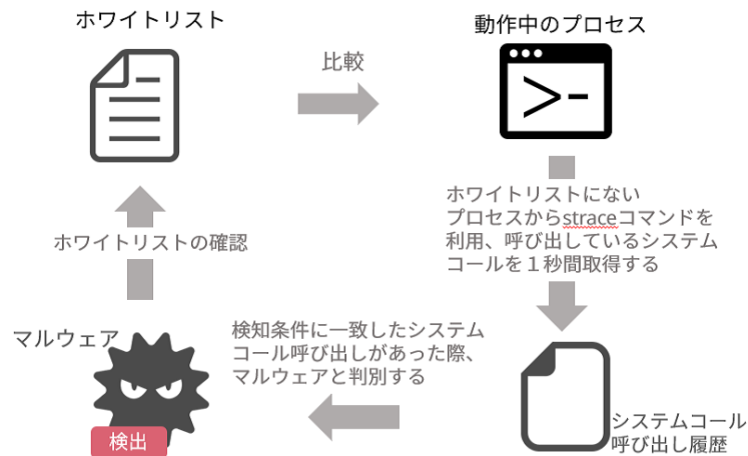 ホワイトリスト
動作中のプロセス
比較
>-
ホワイトリストにない
プロセスからstraceコマンドを
利用、呼び出しているシステム
コールを１秒間取得する
ホワイトリストの確認
マルウェア
検知条件に一致したシステム
コール呼び出しがあった際、
マルウェアと判別する
検出
システムコール
呼び出し履歴